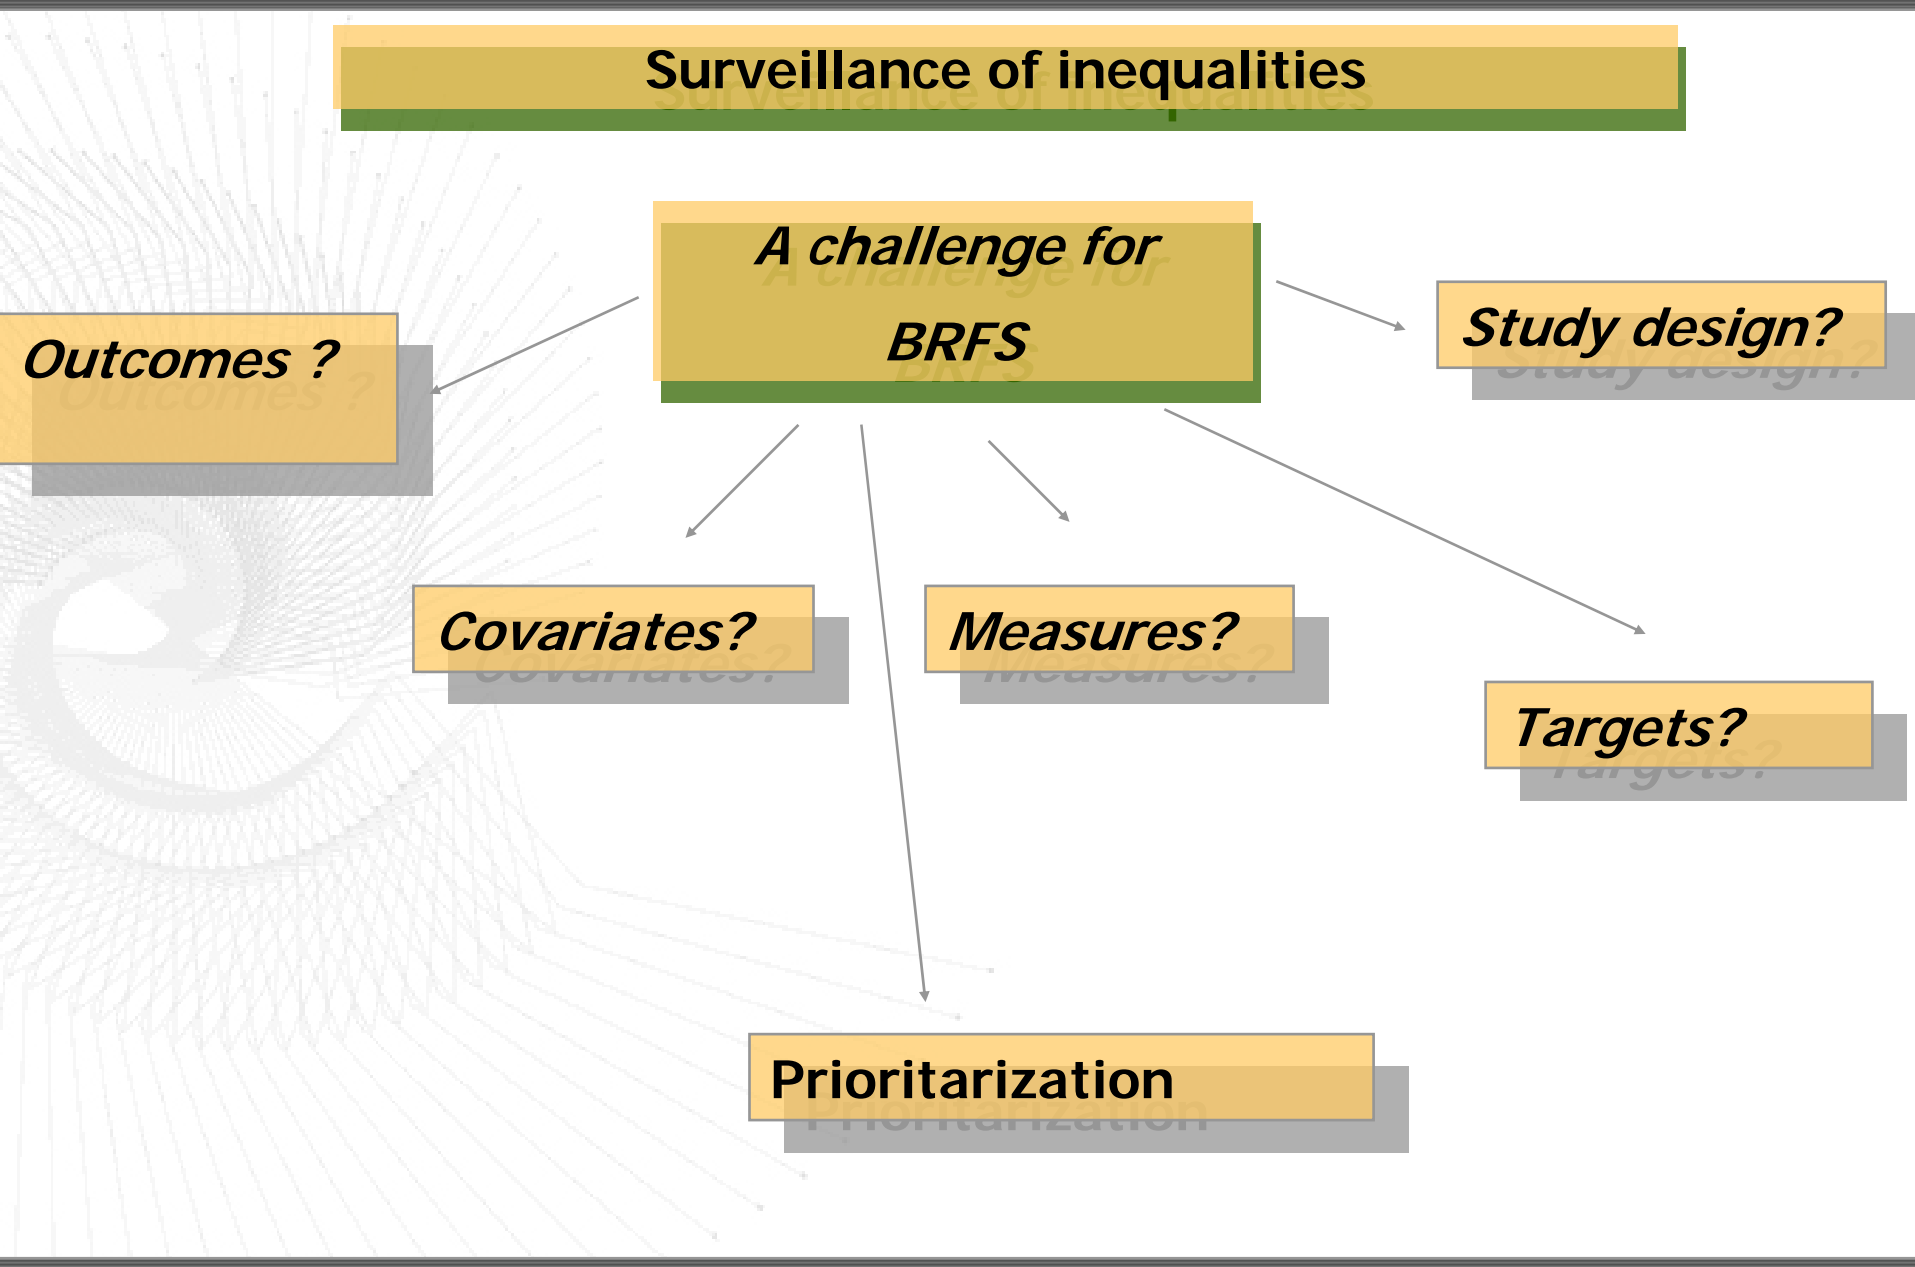 Surveillance of inequalities
A challenge for
BRFS
Study design?
Outcomes ?
Covariates?
Measures?
Targets?
Prioritarization